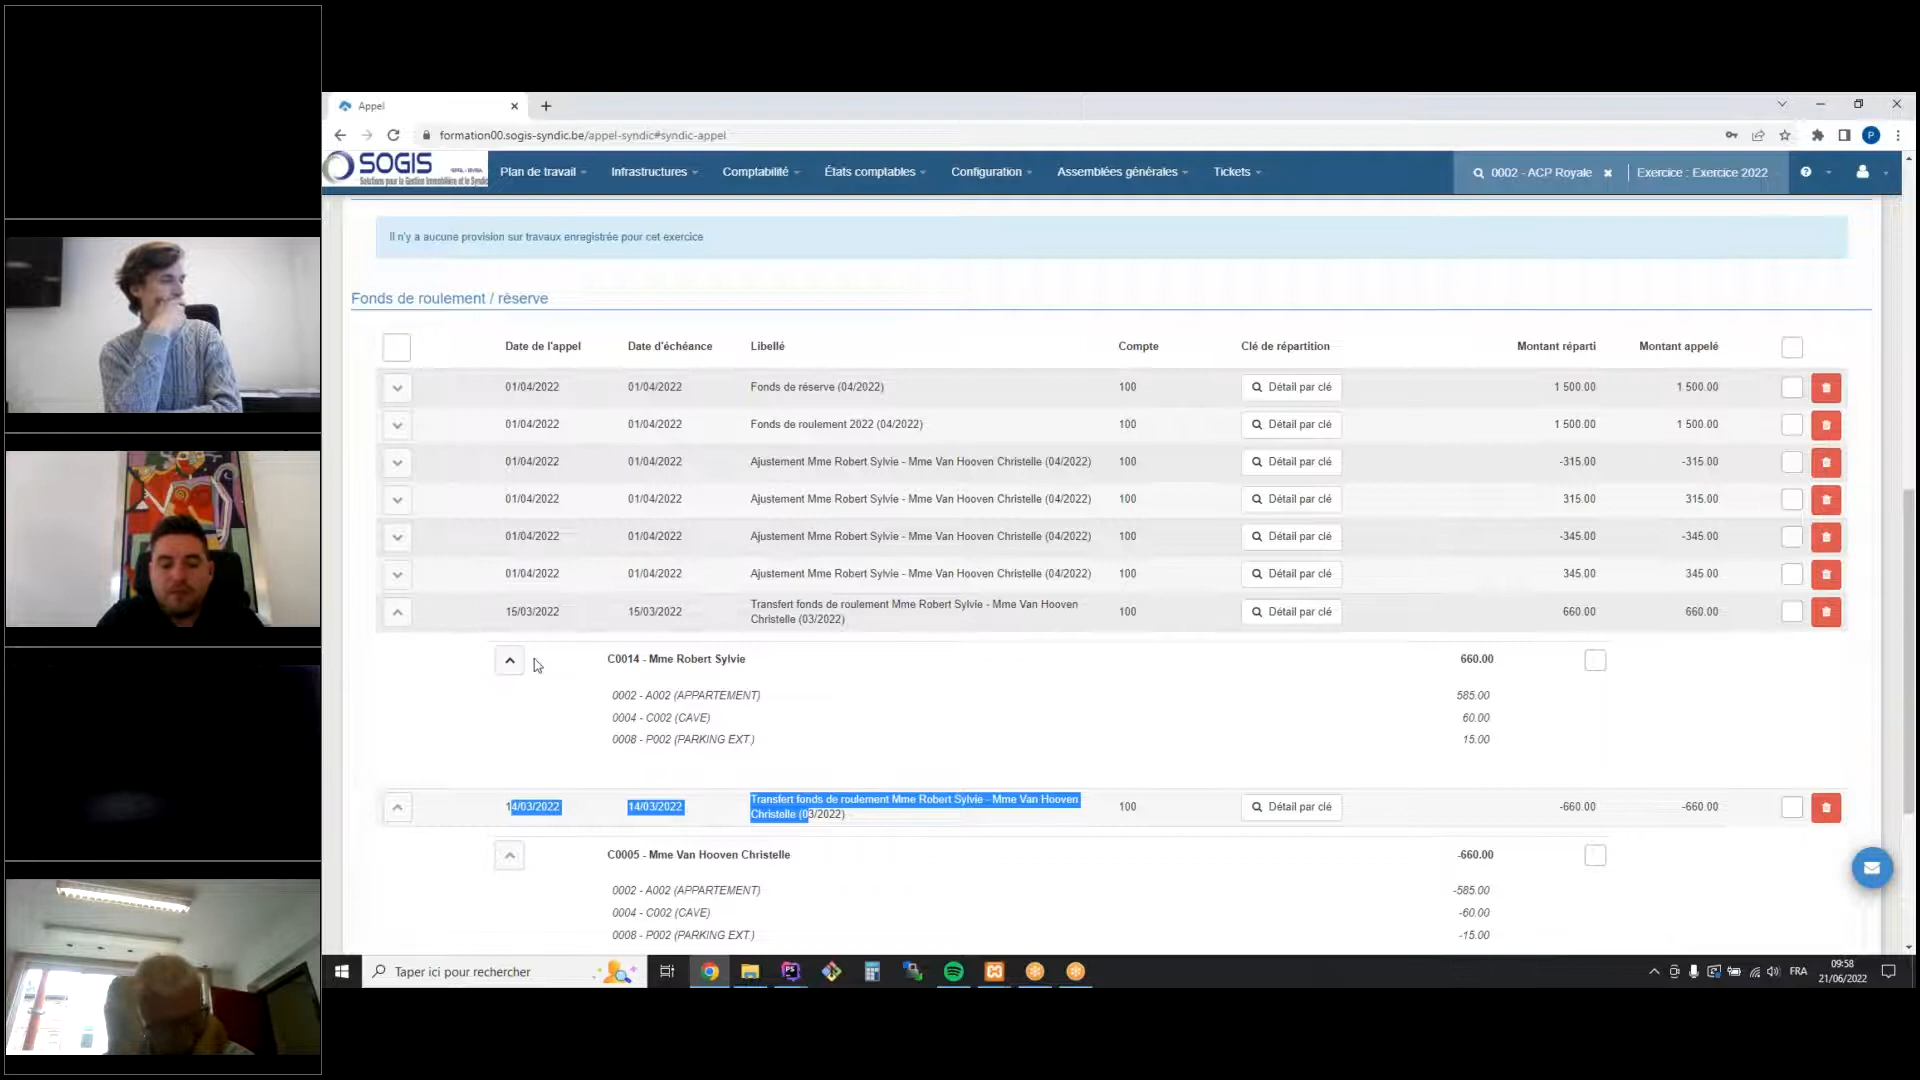 Appel
formation00.sogis-syndic.be/appel-syndic#syndic-appel
P
SOGIS
Solutions pour la Gestion Immobilière et le Syndic
Plan de travail Infrastructures Comptabilité États comptables Configuration Assemblées générales Tickets
0002 - ACP Royale Exercice : Exercice 2022
Il n'y a aucune provision sur travaux enregistrée pour cet exercice
Fonds de roulement / réserve
Date de l'appel Date d'échéance Libellé Compte Clé de répartition Montant réparti Montant appelé
01/04/2022 01/04/2022 Fonds de réserve (04/2022) 100 Détail par clé 1 500.00 1 500.00
01/04/2022 01/04/2022 Fonds de roulement 2022 (04/2022) 100 Détail par clé 1 500.00 1 500.00
01/04/2022 01/04/2022 Ajustement Mme Robert Sylvie - Mme Van Hooven Christelle (04/2022) 100 Détail par clé -315.00 -315.00
01/04/2022 01/04/2022 Ajustement Mme Robert Sylvie - Mme Van Hooven Christelle (04/2022) 100 Détail par clé 315.00 315.00
01/04/2022 01/04/2022 Ajustement Mme Robert Sylvie - Mme Van Hooven Christelle (04/2022) 100 Détail par clé -345.00 -345.00
01/04/2022 01/04/2022 Ajustement Mme Robert Sylvie - Mme Van Hooven Christelle (04/2022) 100 Détail par clé 345.00 345.00
15/03/2022 15/03/2022 Transfert fonds de roulement Mme Robert Sylvie - Mme Van Hooven 100 Détail par clé 660.00 660.00
Christelle (03/2022)
C0014 - Mme Robert Sylvie 660.00
0002 - A002 (APPARTEMENT) 585.00
0004 - C002 (CAVE) 60.00
0008 - P002 (PARKING EXT.) 15.00
14/03/2022 14/03/2022 Transfert fonds de roulement Mme Robert Sylvie - Mme Van Hooven 100 Détail par clé -660.00 -660.00
Christelle (03/2022)
C0005 - Mme Van Hooven Christelle -660.00
0002 - A002 (APPARTEMENT) -585.00
0004 - C002 (CAVE) -60.00
0008 - P002 (PARKING EXT.) -15.00
Taper ici pour rechercher
PS
FRA
09:58
21/06/2022